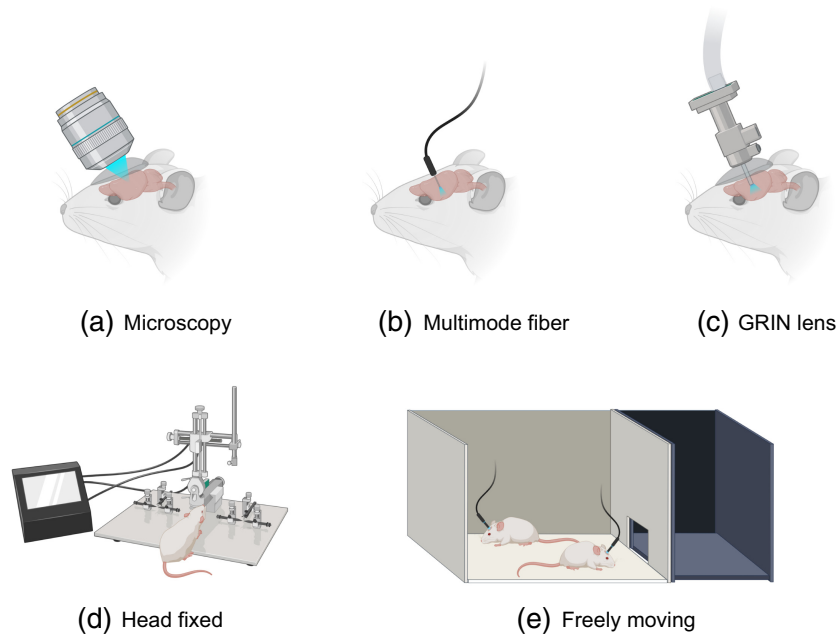 (a) Microscopy
(b) Multimode fiber
(c) GRIN lens
(d) Head fixed
(e) Freely moving